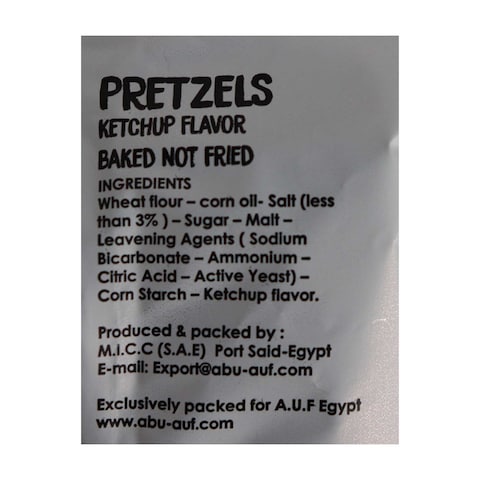 PRETZELS
KETCHUP FLAVOR
BAKED NOT FRIED
INGREDIENTS
Wheat flour – corn oil- Salt (less
than 3% ) – Sugar – Malt –
Leavening Agents ( Sodium
Bicarbonate – Ammonium –
Citric Acid – Active Yeast) –
Corn Starch – Ketchup flavor.
Produced & packed by :
M.I.C.C (S.A.E) Port Said-Egypt
E-mail: Export@abu-auf.com
Exclusively packed for A.U.F Egypt
www.abu-auf.com